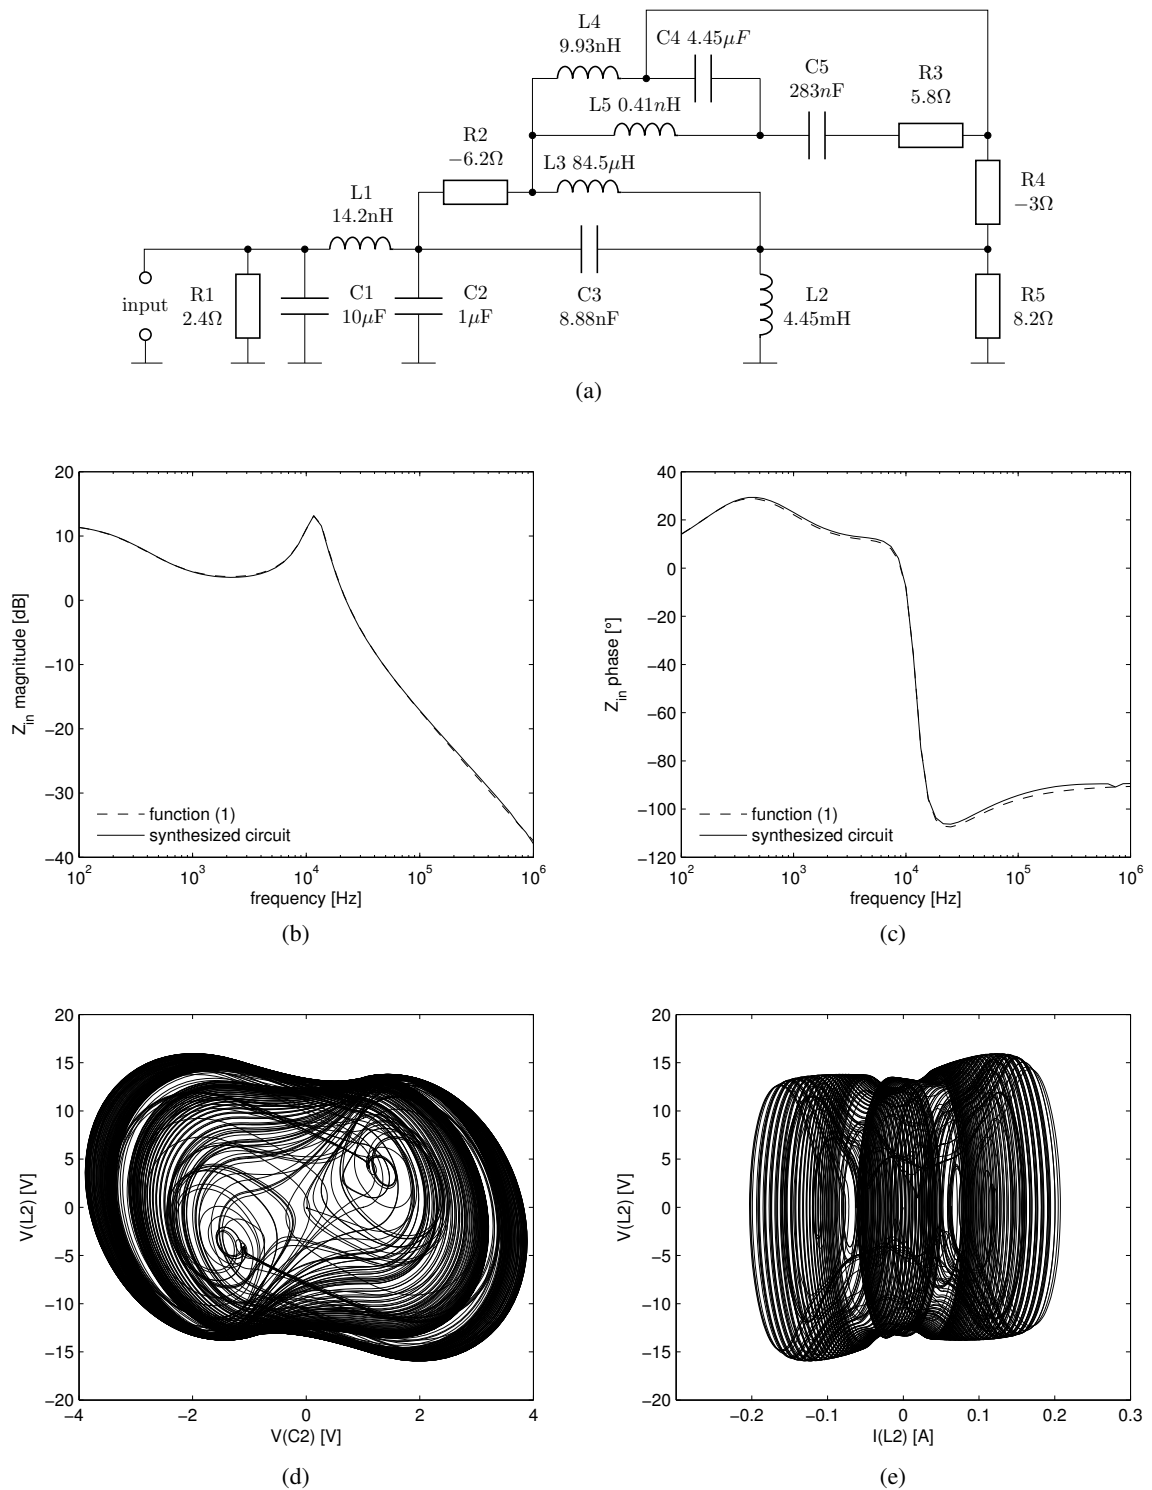 L4
9.93nH
C4 4.45μF
C5
283nF
R3
5.8Ω
L5 0.41nH
R2
−6.2Ω
L3 84.5μH
R4
−3Ω
L1
14.2nH
input
R1
2.4Ω
C1
10μF
C2
1μF
C3
8.88nF
L2
4.45mH
R5
8.2Ω
(a)
20
10
0
−10
−20
−30
−40
Z_in magnitude [dB]
function (1)
synthesized circuit
10^2 10^3 10^4 10^5 10^6
frequency [Hz]
(b)
40
20
0
−20
−40
−60
−80
−100
−120
Z_in phase [°]
function (1)
synthesized circuit
10^2 10^3 10^4 10^5 10^6
frequency [Hz]
(c)
20
15
10
5
0
−5
−10
−15
−20
V(L2) [V]
−4 −2 0 2 4
V(C2) [V]
(d)
20
15
10
5
0
−5
−10
−15
−20
V(L2) [V]
−0.2 −0.1 0 0.1 0.2 0.3
I(L2) [A]
(e)